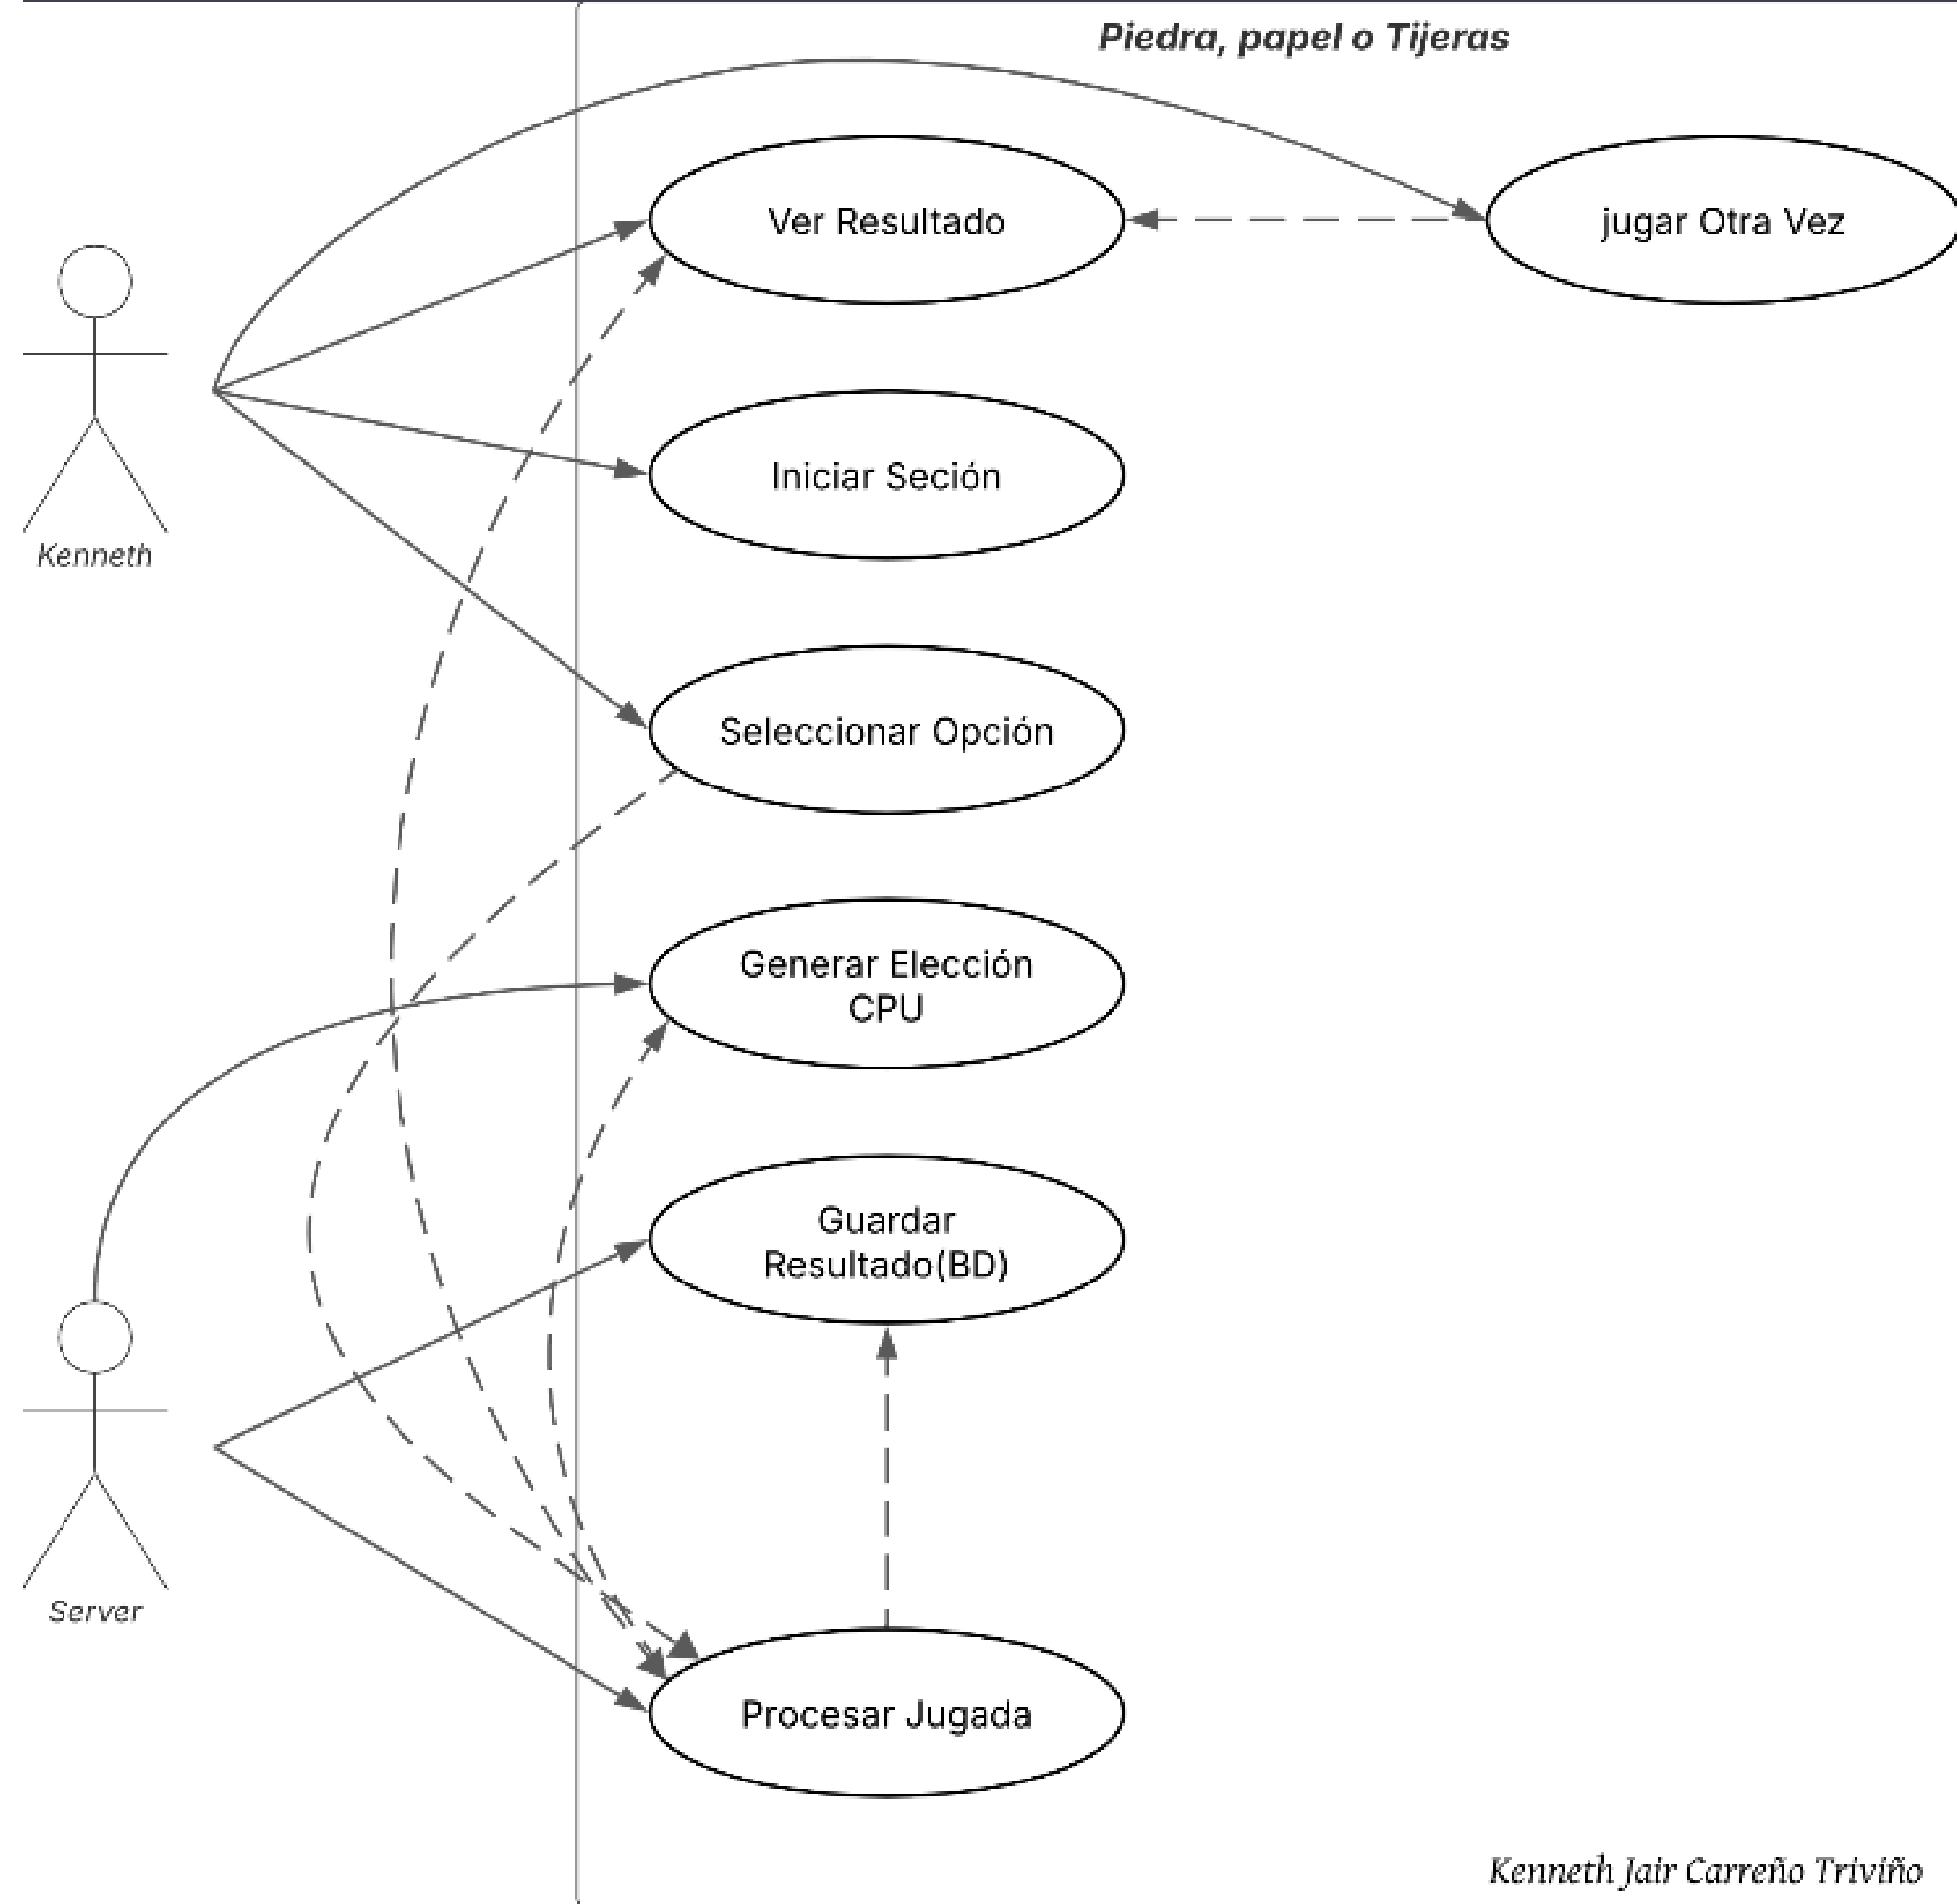 Piedra, papel o Tijeras
Ver Resultado
jugar Otra Vez
Kenneth
Iniciar Seción
Seleccionar Opción
Generar Elección
CPU
Guardar
Resultado(BD)
Server
Procesar Jugada
Kenneth Jair Carreño Triviño